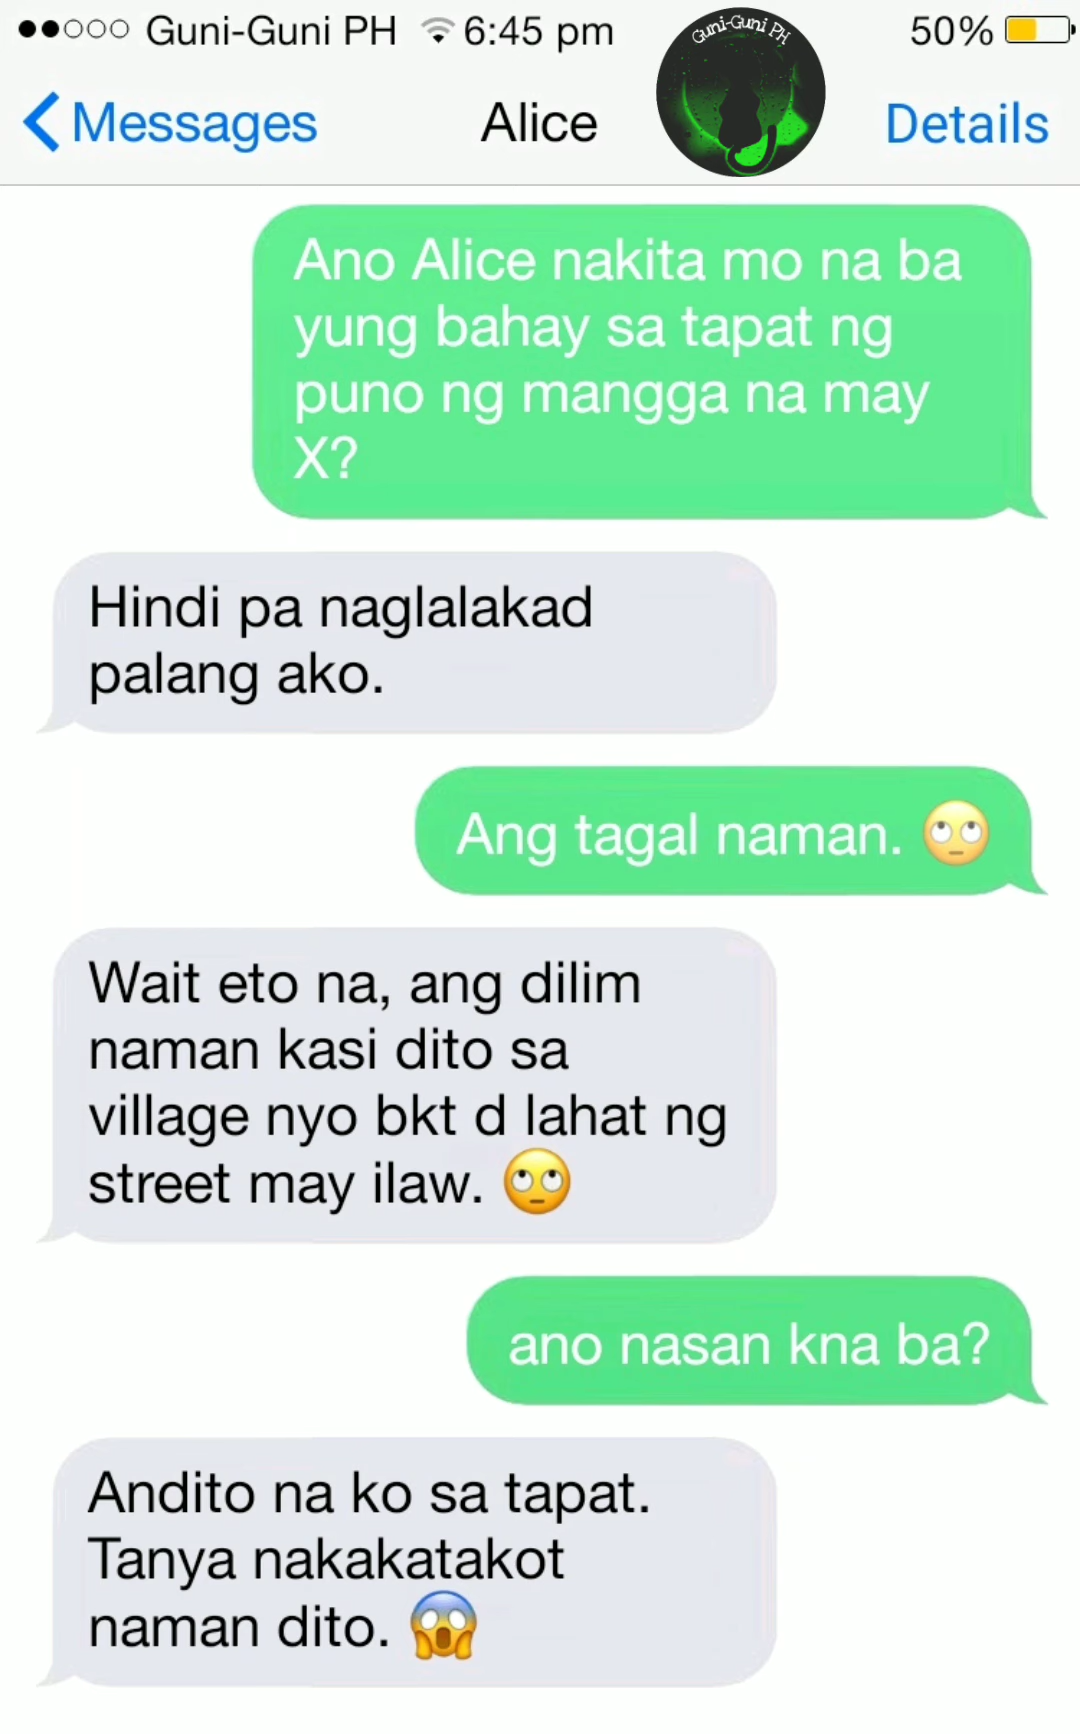 Guni-Guni PH 6:45 pm 50%
Guni-Guni PH
Messages Alice Details
Ano Alice nakita mo na ba
yung bahay sa tapat ng
puno ng mangga na may
X?
Hindi pa naglalakad
palang ako.
Ang tagal naman. 🙄
Wait eto na, ang dilim
naman kasi dito sa
village nyo bkt d lahat ng
street may ilaw. 🙄
ano nasan kna ba?
Andito na ko sa tapat.
Tanya nakakatakot
naman dito. 😱